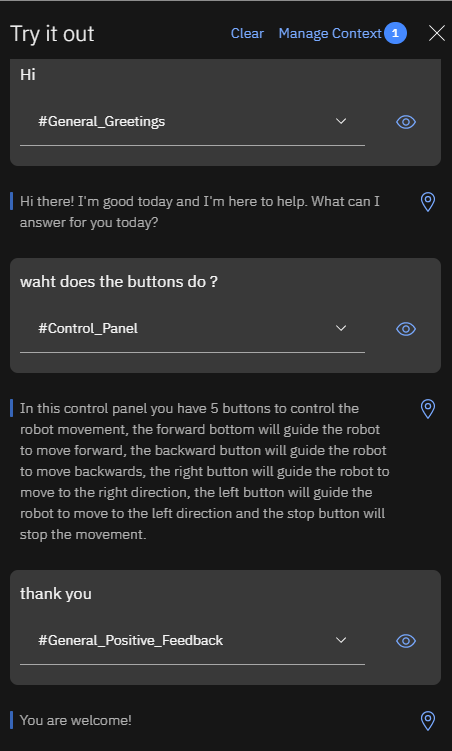 Try it out
Clear
Manage Context 1
Hi
#General_Greetings
Hi there! I'm good today and I'm here to help. What can I
answer for you today?
waht does the buttons do ?
#Control_Panel
In this control panel you have 5 buttons to control the
robot movement, the forward bottom will guide the robot
to move forward, the backward button will guide the robot
to move backwards, the right button will guide the robot to
move to the right direction, the left button will guide the
robot to move to the left direction and the stop button will
stop the movement.
thank you
#General_Positive_Feedback
You are welcome!